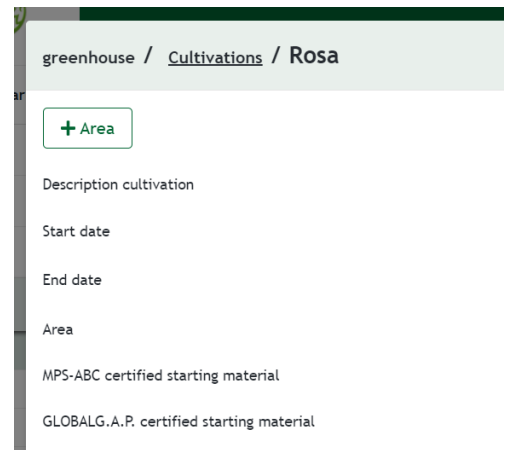 greenhouse / Cultivations / Rosa
ar
+ Area
Description cultivation
Start date
End date
Area
MPS-ABC certified starting material
GLOBALG.A.P. certified starting material